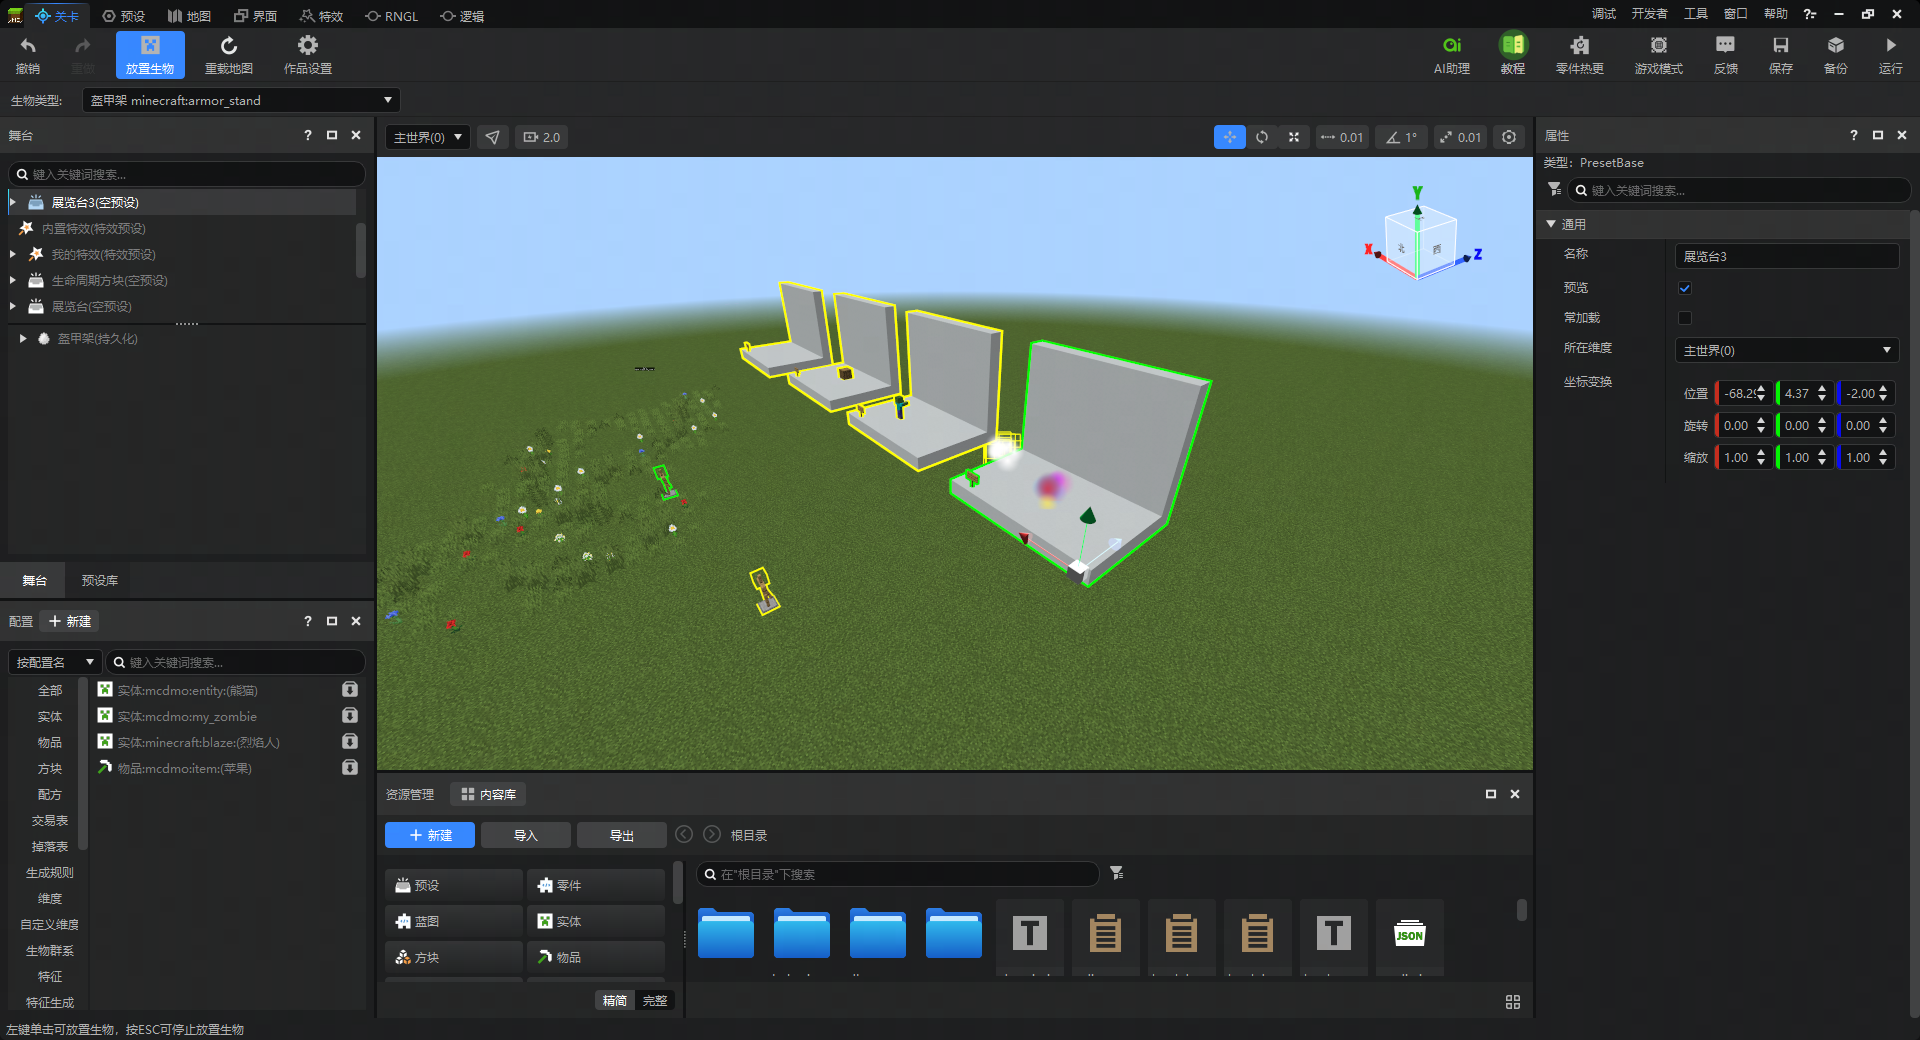 关卡 预设 地图 界面 特效 RNGL 逻辑 调试 开发者 工具 窗口 帮助
撤销 重做 放置生物 重载地图 作品设置 AI助理 教程 零件热更 游戏模式 反馈 保存 备份 运行
生物类型: 盔甲架 minecraft:armor_stand
舞台
键入关键词搜索...
展览台3(空预设)
内置特效(特效预设)
我的特效(特效预设)
生命周期方块(空预设)
展览台(空预设)
盔甲架(持久化)
舞台 预设库
配置 新建
按配置名 键入关键词搜索...
全部
实体
物品
方块
配方
交易表
掉落表
生成规则
维度
自定义维度
生物群系
特征
特征生成
实体:mcdmo:entity:(熊猫)
实体:mcdmo:my_zombie
实体:minecraft:blaze:(烈焰人)
物品:mcdmo:item:(苹果)
主世界(0) 2.0 0.01 1° 0.01
Y
X
Z
北
西
资源管理 内容库
新建 导入 导出 根目录
预设 零件
蓝图 实体
方块 物品
精简 完整
在"根目录"下搜索
T
T
JSON
属性
类型: PresetBase
键入关键词搜索...
通用
名称 展览台3
预览
常加载
所在维度 主世界(0)
坐标变换
位置 -68.29 4.37 -2.00
旋转 0.00 0.00 0.00
缩放 1.00 1.00 1.00
左键单击可放置生物，按ESC可停止放置生物